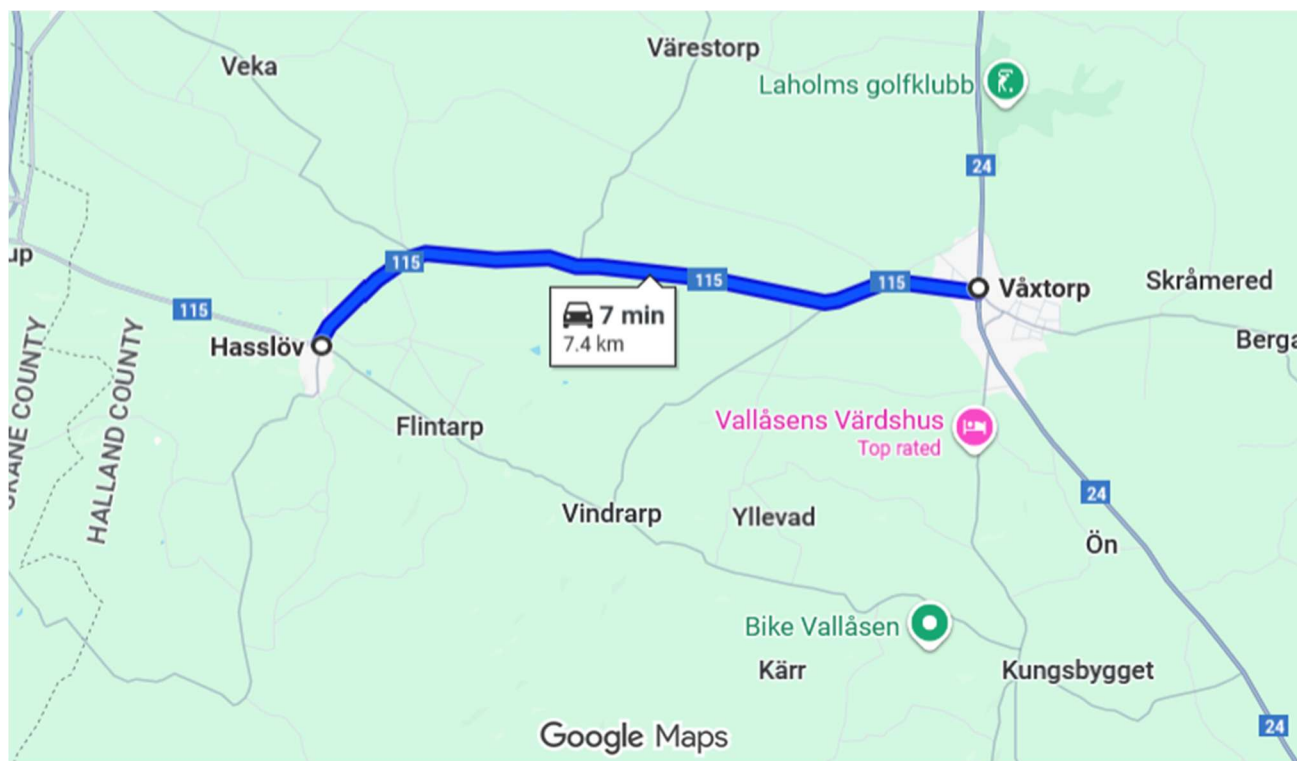 Veka
Värestorp
Laholms golfklubb
24
up
115
115
115
115
Våxtorp
Skråmered
7 min
7.4 km
Hasslöv
Berga
SKANE COUNTY
HALLAND COUNTY
Flintarp
Vallåsens Värdshus
Top rated
24
Vindrarp
Yllevad
Ön
Bike Vallåsen
Kärr
Kungsbygget
24
Google Maps